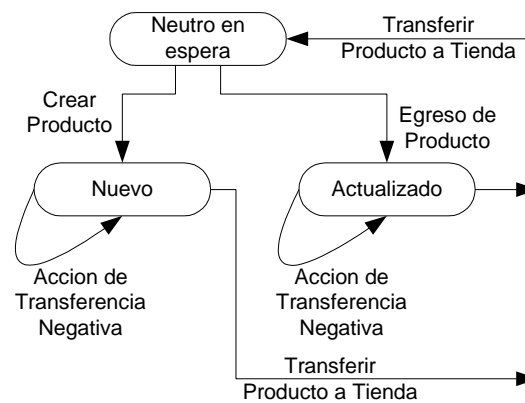 Neutro en
espera
Transferir
Producto a Tienda
Crear
Producto
Egreso de
Producto
Nuevo
Actualizado
Accion de
Transferencia
Negativa
Accion de
Transferencia
Negativa
Transferir
Producto a Tienda